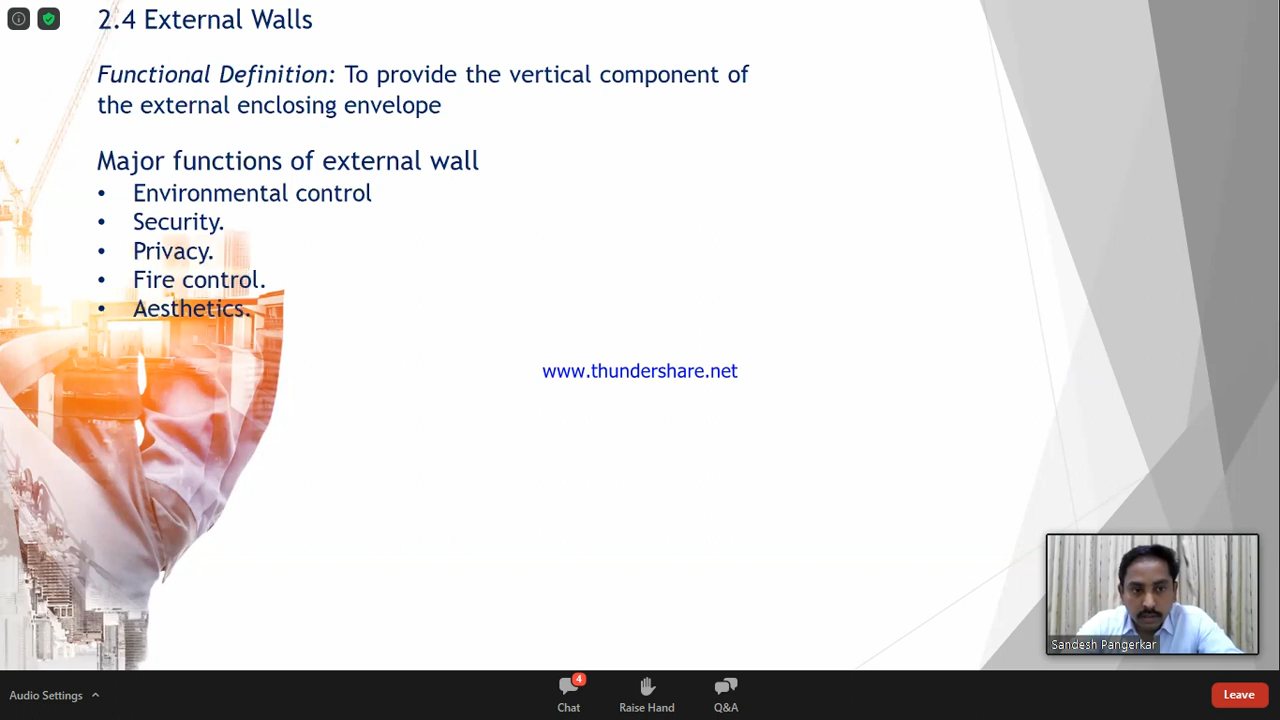 2.4 External Walls
Functional Definition: To provide the vertical component of
the external enclosing envelope
Major functions of external wall
• Environmental control
• Security.
• Privacy.
• Fire control.
• Aesthetics.
www.thundershare.net
Sandesh Pangerkar
Audio Settings
4
Chat
Raise Hand
Q&A
Leave